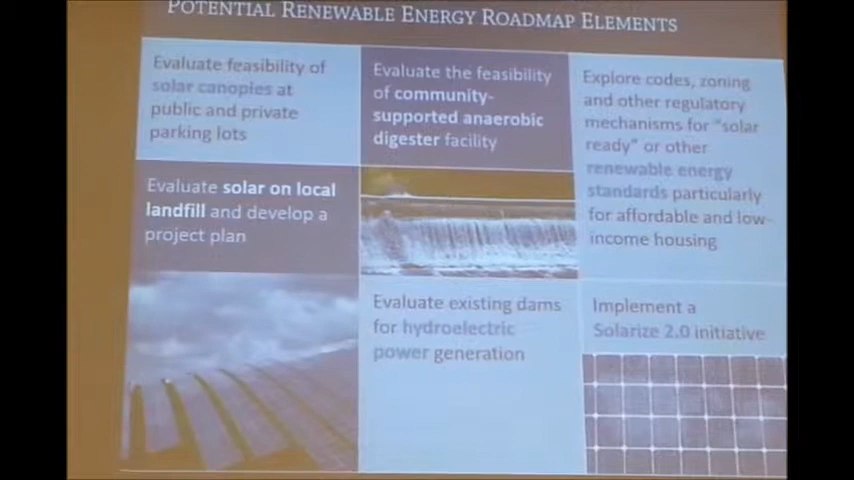 POTENTIAL RENEWABLE ENERGY ROADMAP ELEMENTS
Evaluate feasibility of
solar canopies at
public and private
parking lots
Evaluate the feasibility
of community-
supported anaerobic
digester facility
Explore codes, zoning
and other regulatory
mechanisms for "solar
ready" or other
renewable energy
standards particularly
for affordable and low-
income housing
Evaluate solar on local
landfill and develop a
project plan
Evaluate existing dams
for hydroelectric
power generation
Implement a
Solarize 2.0 initiative